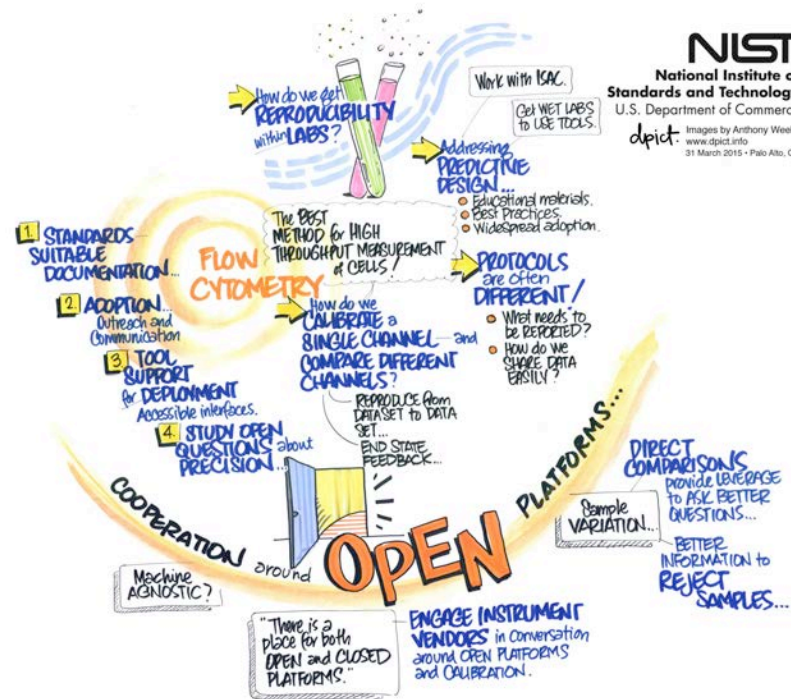 NIST
National Institute of
Standards and Technology
U.S. Department of Commerc
dpict.
Images by Anthony Week
www.dpict.info
31 March 2015 • Palo Alto, C
How do we get
REPRODUCIBILITY
within LABS?
Work with ISAC.
Get WET LABS
to USE TOOLS.
Addressing
PREDICTIVE
DESIGN...
Educational materials.
Best Practices.
Widespread adoption.
The BEST
METHOD for HIGH
THROUGHPUT MEASUREMENT
of CELLS!
FLOW
CYTOMETRY
1. STANDARDS
SUITABLE
DOCUMENTATION...
2. ADOPTION...
Outreach and
Communication
3. TOOL
SUPPORT
for DEPLOYMENT
Accessible interfaces.
4. STUDY OPEN
QUESTIONS about
PRECISION...
How do we
CALIBRATE a
SINGLE CHANNEL and
COMPARE DIFFERENT
CHANNELS?
REPRODUCE from
DATASET to DATA
SET...
END STATE
FEEDBACK...
PROTOCOLS
are often
DIFFERENT!
What needs to
be REPORTED?
How do we
SHARE DATA
EASILY?
COOPERATION around OPEN PLATFORMS...
DIRECT
COMPARISONS
provide LEVERAGE
to ASK BETTER
QUESTIONS...
Sample
VARIATION...
BETTER
INFORMATION to
REJECT
SAMPLES...
Machine
AGNOSTIC?
"There is a
place for both
OPEN and CLOSED
PLATFORMS."
ENGAGE INSTRUMENT
VENDORS in conversation
around OPEN PLATFORMS
and CALIBRATION.